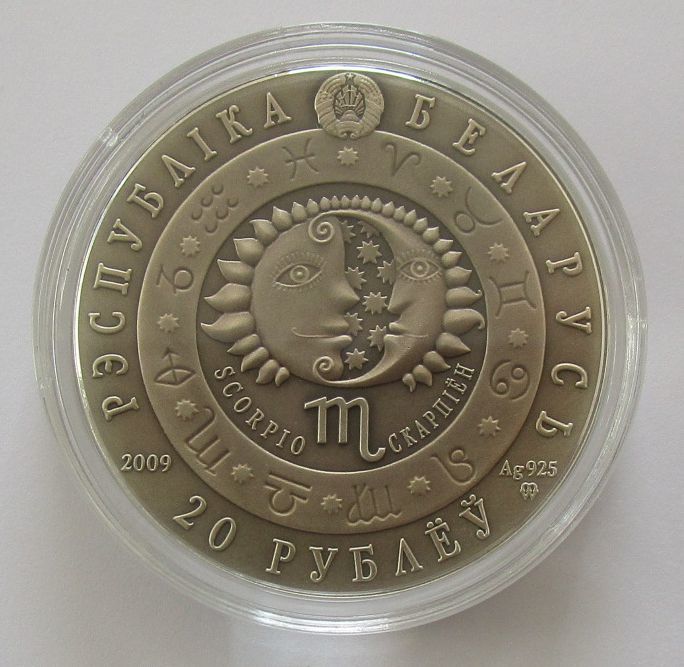 РЭСПУБЛІКА БЕЛАРУСЬ
SCORPIO СКАРПІЁН
2009
Ag925
20 РУБЛЁЎ